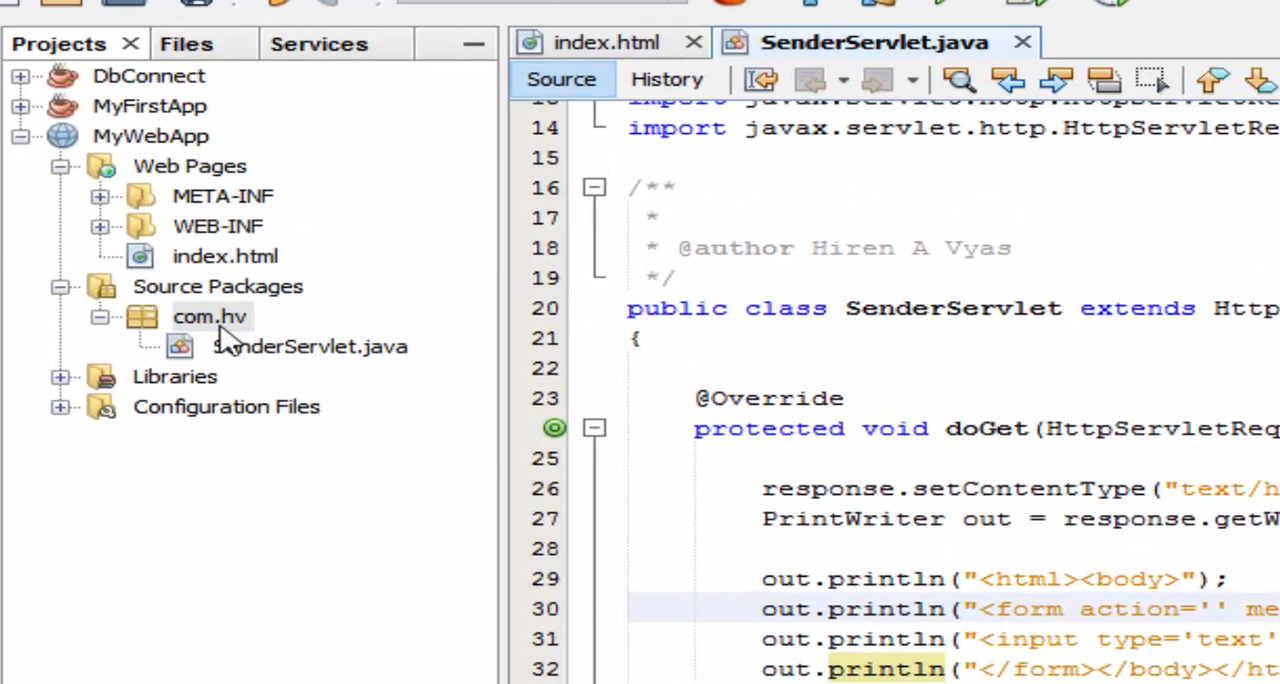 Projects Files Services
DbConnect
MyFirstApp
MyWebApp
Web Pages
META-INF
WEB-INF
index.html
Source Packages
com.hv
SenderServlet.java
Libraries
Configuration Files
index.html SenderServlet.java
Source History
14 import javax.servlet.http.HttpServletRe
15
16 /**
17 *
18 * @author Hiren A Vyas
19 */
20 public class SenderServlet extends Http
21 {
22
23 @Override
protected void doGet(HttpServletReq
25
26 response.setContentType("text/h
27 PrintWriter out = response.getW
28
29 out.println("<html><body>");
30 out.println("<form action='' me
31 out.println("<input type='text'
32 out.println("</form></body></ht